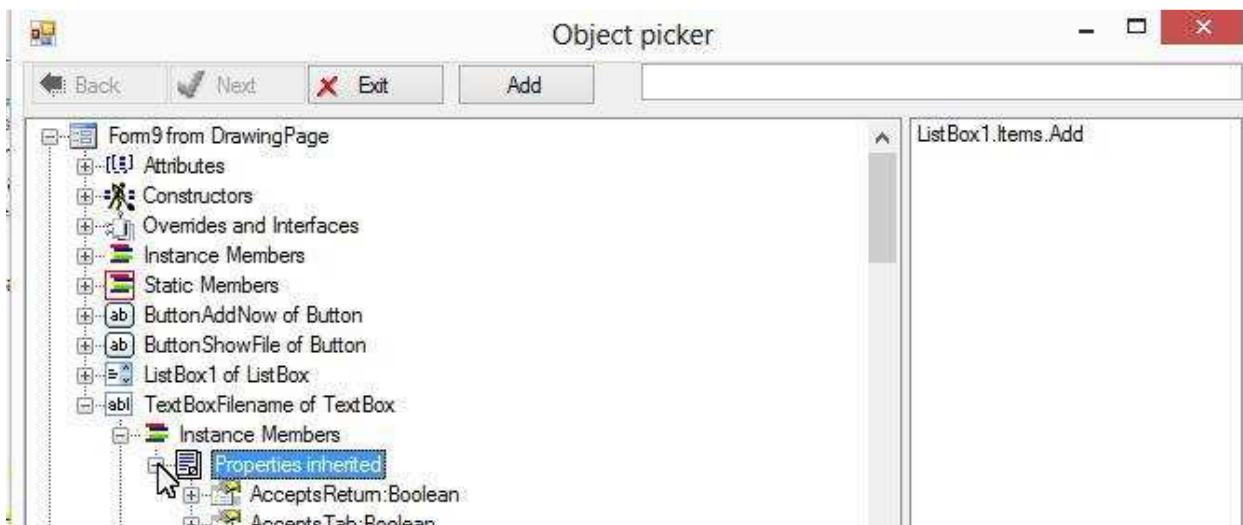 Object picker
Back Next Exit Add
Form9 from DrawingPage
ListBox1.Items.Add
Attributes
Constructors
Overrides and Interfaces
Instance Members
Static Members
ButtonAddNow of Button
ButtonShowFile of Button
ListBox1 of ListBox
TextBoxFilename of TextBox
Instance Members
Properties inherited
AcceptsReturn:Boolean
AcceptsTab:Boolean